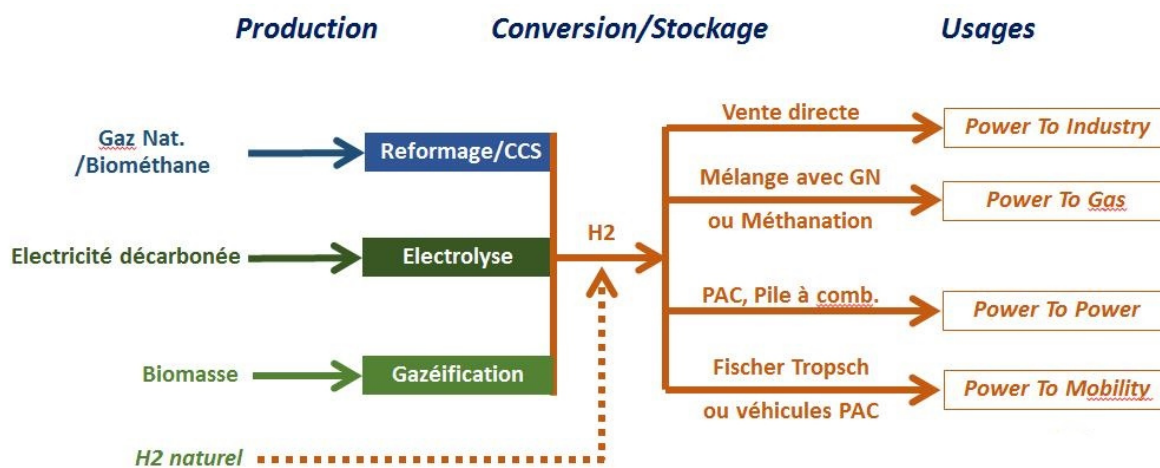 Production
Conversion/Stockage
Usages
Gaz Nat.
/Biométhane
Reformage/CCS
Electricité décarbonée
Electrolyse
Biomasse
Gazéification
H2 naturel
H2
Vente directe
Power To Industry
Mélange avec GN
ou Méthanation
Power To Gas
PAC, Pile à comb.
Power To Power
Fischer Tropsch
ou véhicules PAC
Power To Mobility